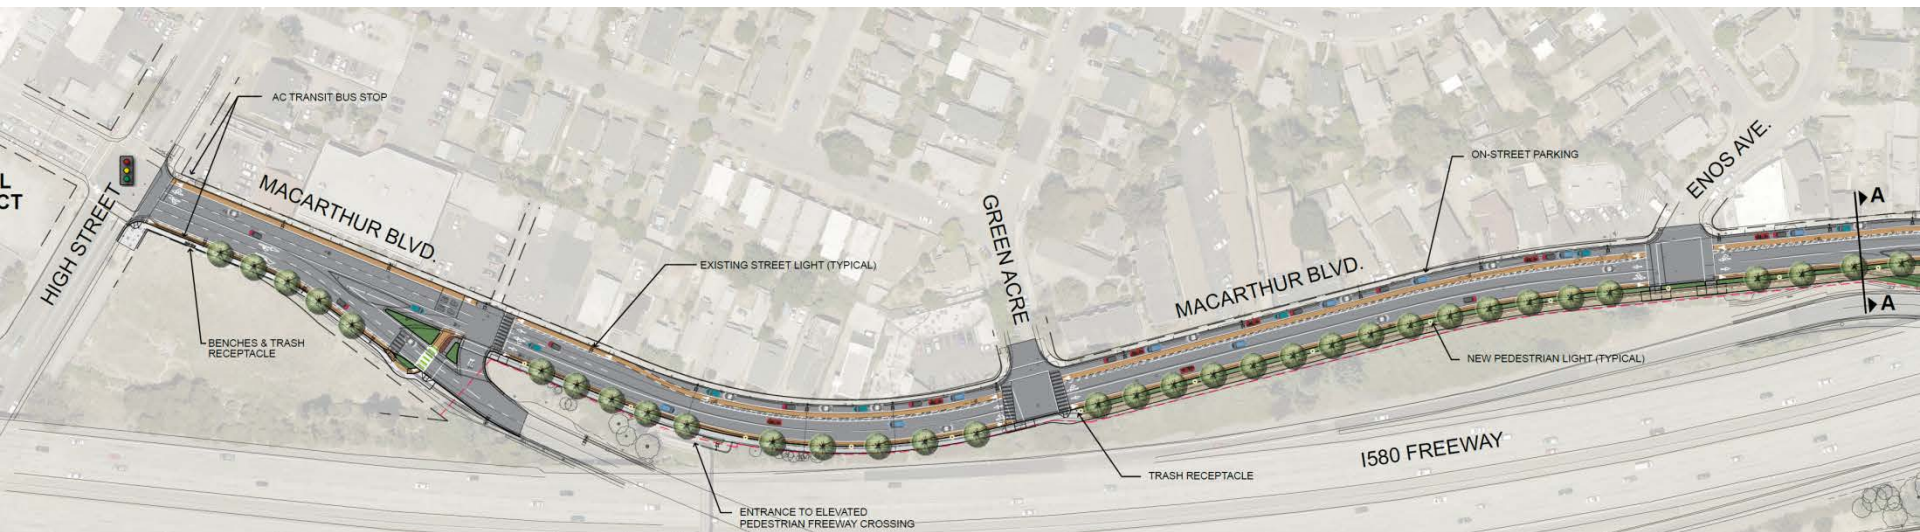 AC TRANSIT BUS STOP
L
CT
HIGH STREET
MACARTHUR BLVD.
BENCHES & TRASH
RECEPTACLE
EXISTING STREET LIGHT (TYPICAL)
ENTRANCE TO ELEVATED
PEDESTRIAN FREEWAY CROSSING
GREEN ACRE
TRASH RECEPTACLE
MACARTHUR BLVD.
ON-STREET PARKING
NEW PEDESTRIAN LIGHT (TYPICAL)
I580 FREEWAY
ENOS AVE.
A
A